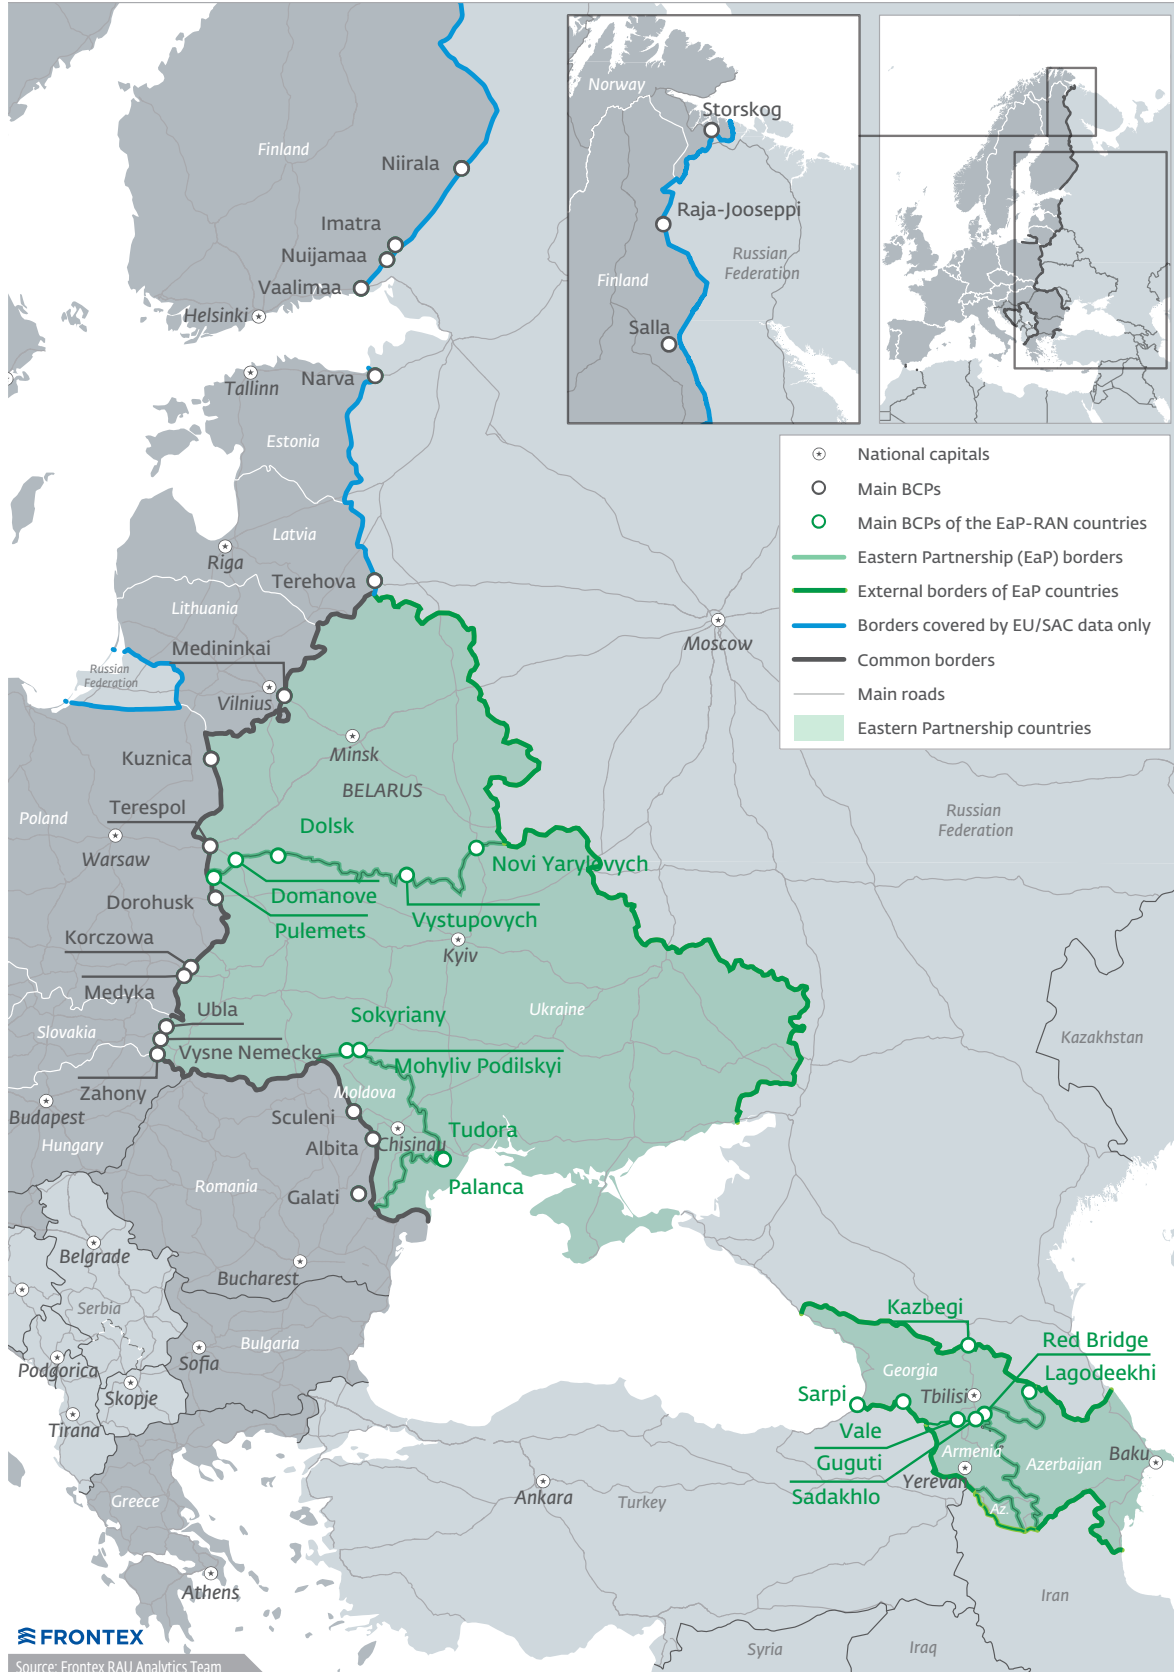 Finland
Niirala
Imatra
Nuijamaa
Vaalimaa
Helsinki
Norway
Storskog
Raja-Jooseppi
Russian
Federation
Finland
Salla
Tallinn
Narva
Estonia
Latvia
Riga
Terehova
Lithuania
Medininkai
Russian
Federation
Vilnius
National capitals
Main BCPs
Main BCPs of the EaP-RAN countries
Eastern Partnership (EaP) borders
External borders of EaP countries
Borders covered by EU/SAC data only
Common borders
Main roads
Eastern Partnership countries
Moscow
Minsk
Kuznica
BELARUS
Terespol
Poland
Warsaw
Dolsk
Novi Yarylovych
Russian
Federation
Domanove
Dorohusk
Vystupovych
Pulemets
Korczowa
Kyiv
Medyka
Ubla
Sokyriany
Ukraine
Slovakia
Vysne Nemecke
Mohyliv Podilskyi
Kazakhstan
Zahony
Moldova
Budapest
Sculeni
Hungary
Albita
Chisinau
Tudora
Romania
Galati
Palanca
Belgrade
Bucharest
Serbia
Bulgaria
Sofia
Podgorica
Skopje
Tirana
Kazbegi
Red Bridge
Georgia
Lagodeekhi
Sarpi
Tbilisi
Vale
Armenia
Azerbaijan
Baku
Guguti
Yerevan
Sadakhlo
Az.
Greece
Ankara
Turkey
Athens
Iran
Syria
Iraq
FRONTEX
Source: Frontex RAU Analytics Team